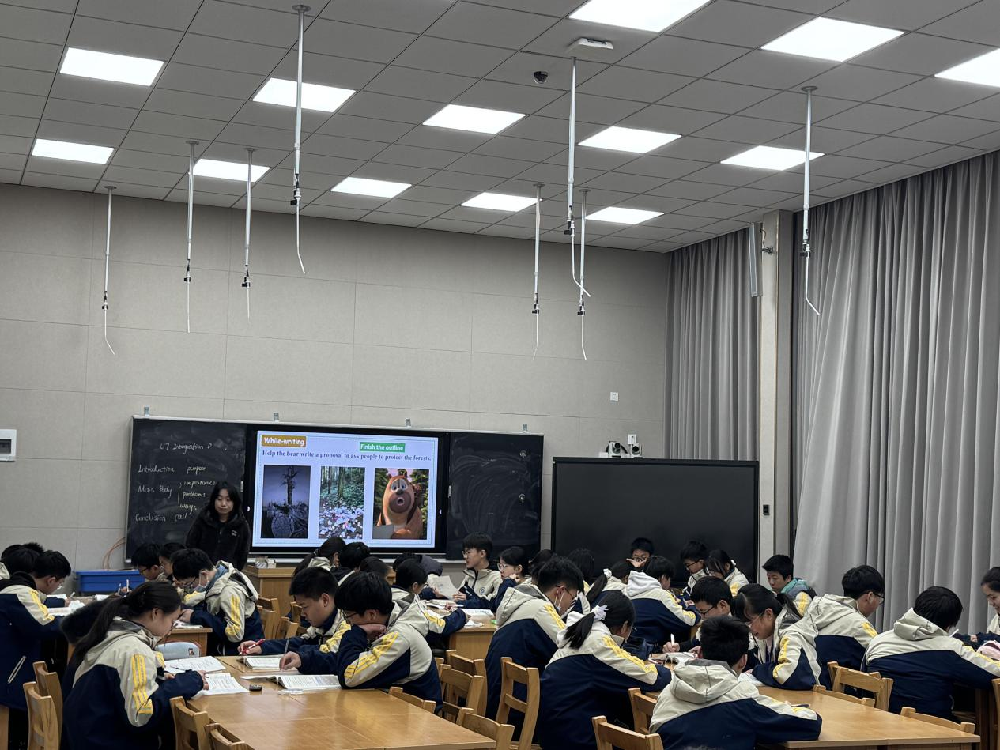 U7 Integration D
Introduction purpose
importance
Main Body
problems
ways
Conclusion call
While-writing
Finish the outline
Help the bear write a proposal to ask people to protect the forests.